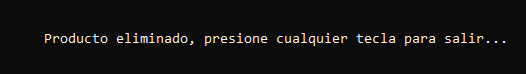 Producto eliminado, presione cualquier tecla para salir...